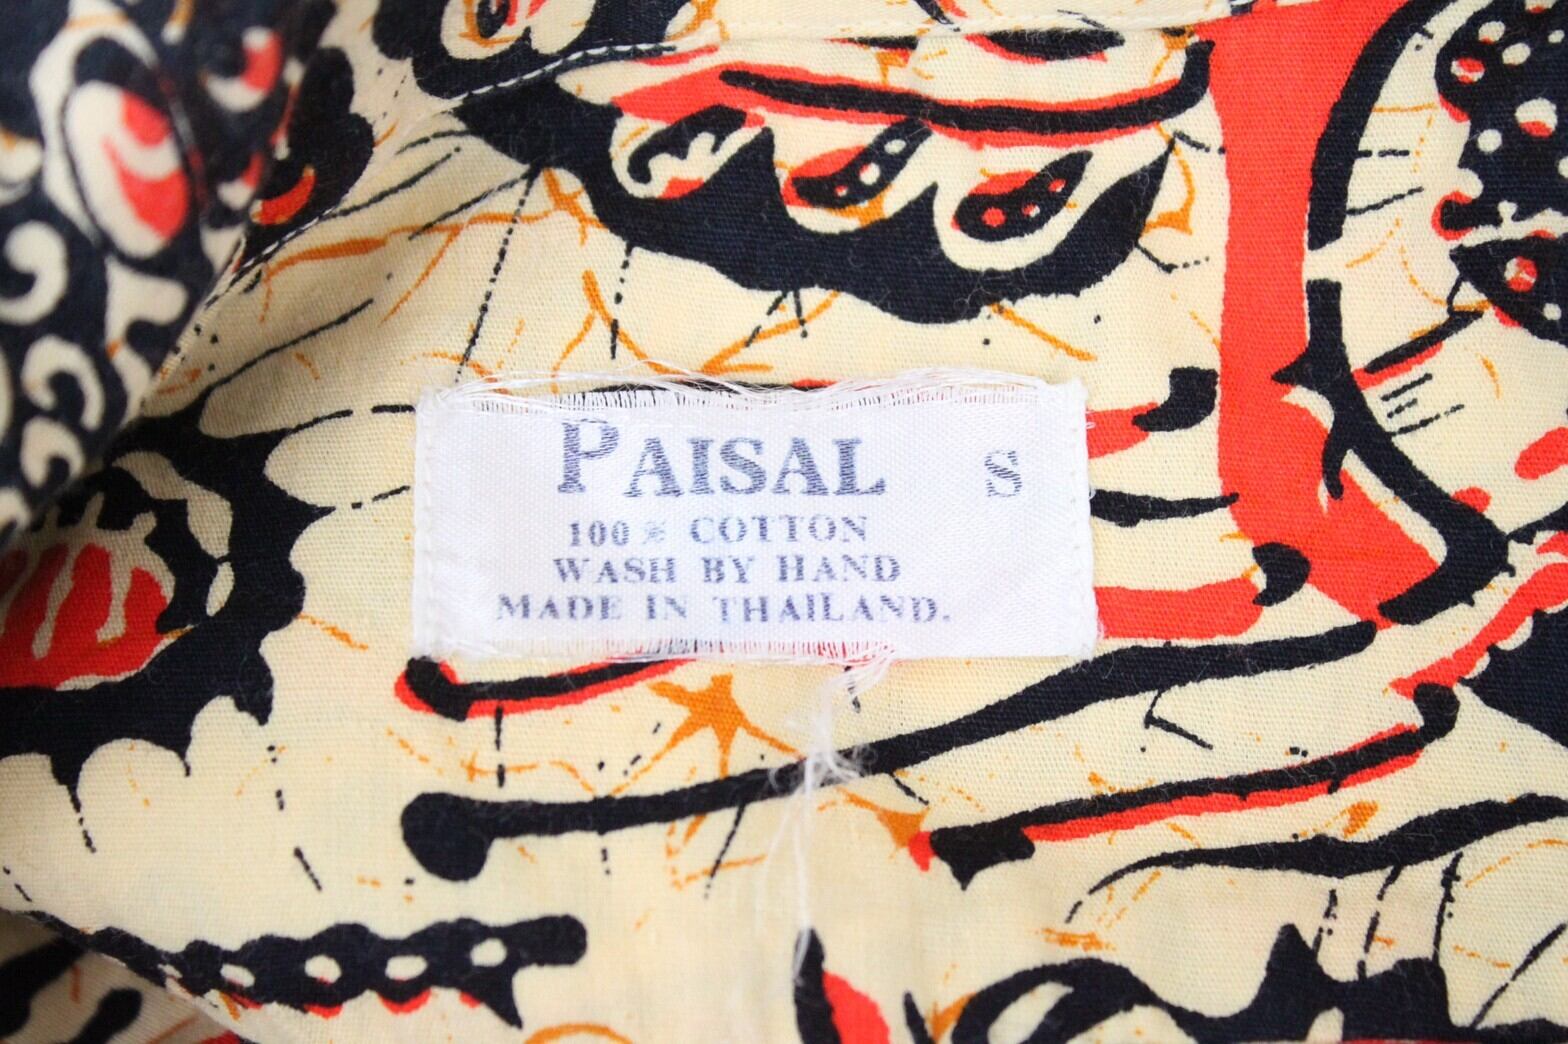 PAISAL S
100 % COTTON
WASH BY HAND
MADE IN THAILAND.